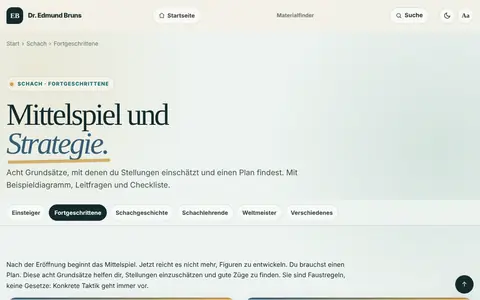 EB
Dr. Edmund Bruns
Startseite
Materialfinder
Suche
Aa
Start › Schach › Fortgeschrittene
SCHACH · FORTGESCHRITTENE
Mittelspiel und
Strategie.
Acht Grundsätze, mit denen du Stellungen einschätzt und einen Plan findest. Mit
Beispieldiagramm, Leitfragen und Checkliste.
Einsteiger
Fortgeschrittene
Schachgeschichte
Schachlehrende
Weltmeister
Verschiedenes
Nach der Eröffnung beginnt das Mittelspiel. Jetzt reicht es nicht mehr, Figuren zu entwickeln. Du brauchst einen
Plan. Diese acht Grundsätze helfen dir, Stellungen einzuschätzen und gute Züge zu finden. Sie sind Faustregeln,
keine Gesetze: Konkrete Taktik geht immer vor.